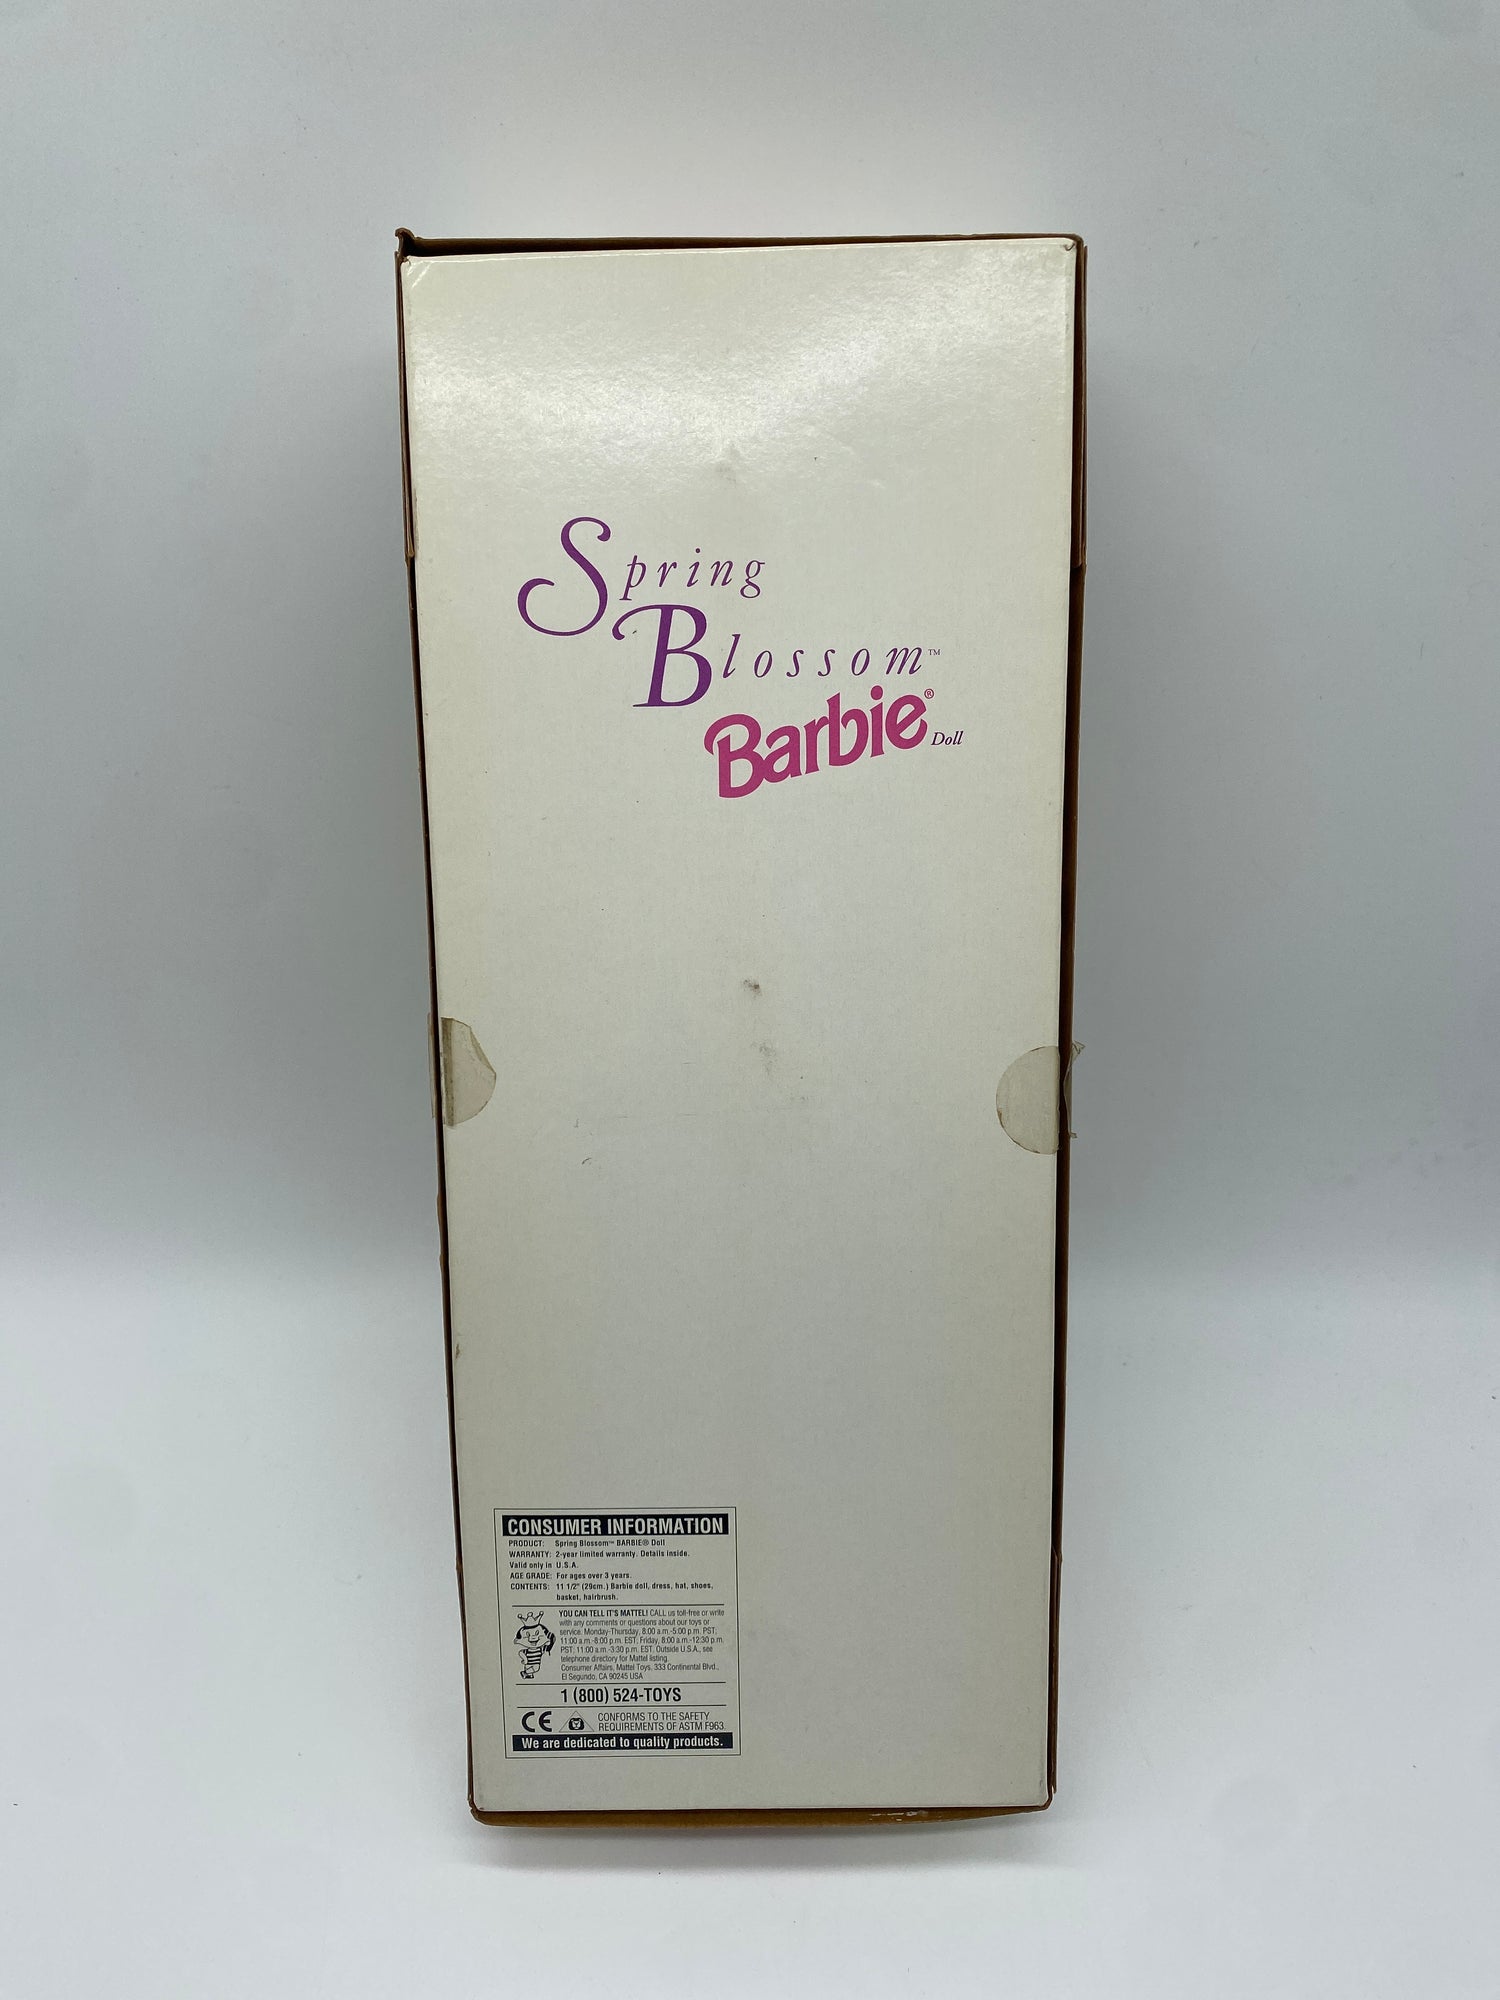 Spring
Blossom™
Barbie® Doll
CONSUMER INFORMATION
PRODUCT: Spring Blossom™ BARBIE® Doll
WARRANTY: 2-year limited warranty. Details inside.
Valid only in U.S.A.
AGE GRADE: For ages over 3 years.
CONTENTS: 11 1/2" (29cm.) Barbie doll, dress, hat, shoes,
basket, hairbrush.
YOU CAN TELL IT'S MATTEL! CALL us toll-free or write
with any comments or questions about our toys or
service. Monday-Thursday, 8:00 a.m.-5:00 p.m. PST,
11:00 a.m.-8:00 p.m. EST; Friday, 8:00 a.m.-12:30 p.m.
PST, 11:00 a.m.-3:30 p.m. EST. Outside U.S.A., see
telephone directory for Mattel listing.
Consumer Affairs, Mattel Toys, 333 Continental Blvd.,
El Segundo, CA 90245 USA
1 (800) 524-TOYS
CE CONFORMS TO THE SAFETY
REQUIREMENTS OF ASTM F963.
We are dedicated to quality products.